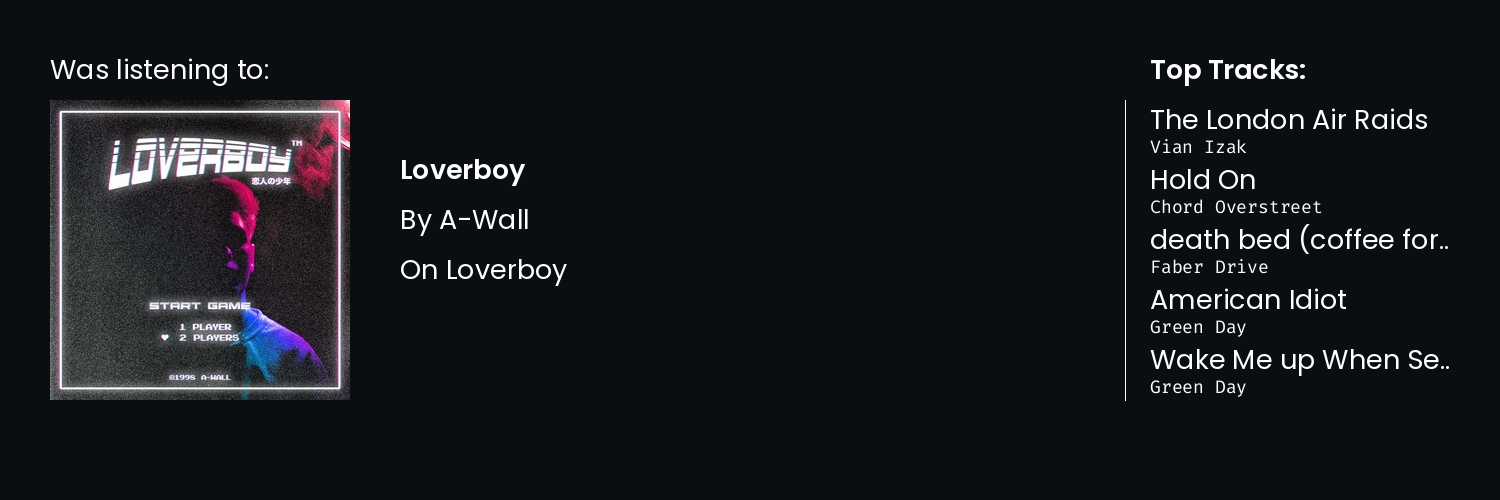 Was listening to:
LOVERBOY™
恋人の少年
START GAME
1 PLAYER
♥ 2 PLAYERS
©1998 A-WALL
Loverboy
By A-Wall
On Loverboy
Top Tracks:
The London Air Raids
Vian Izak
Hold On
Chord Overstreet
death bed (coffee for..
Faber Drive
American Idiot
Green Day
Wake Me up When Se..
Green Day